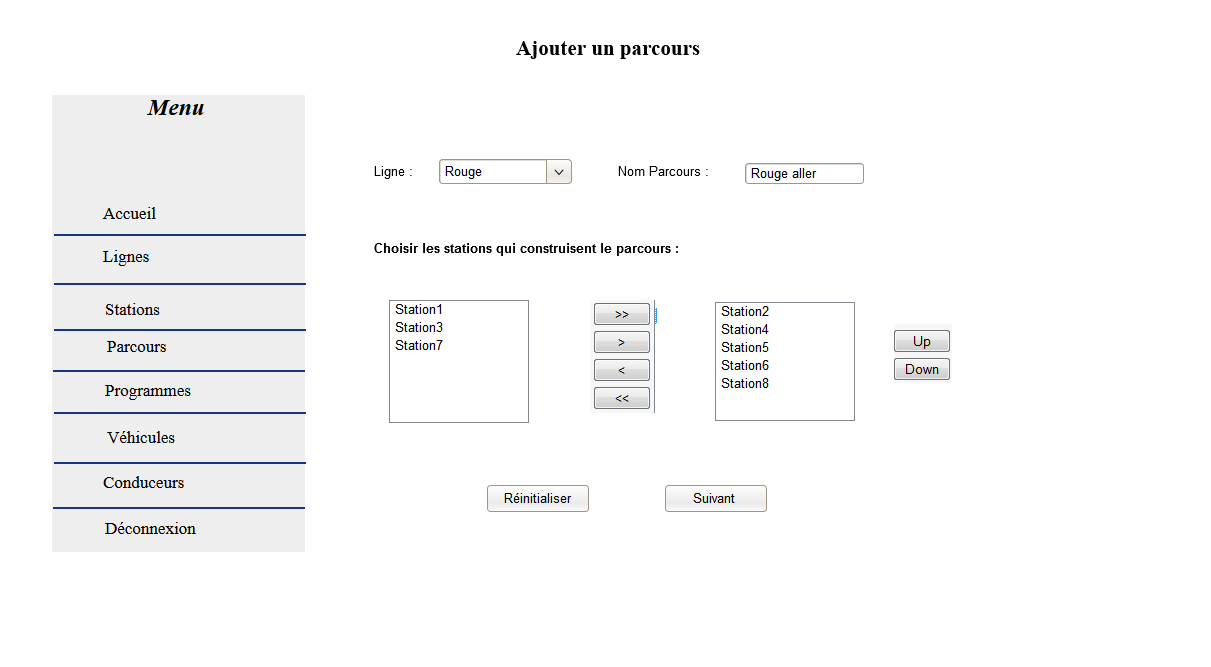 Ajouter un parcours
Menu
Accueil
Lignes
Stations
Parcours
Programmes
Véhicules
Conduceurs
Déconnexion
Ligne : Rouge Nom Parcours : Rouge aller
Choisir les stations qui construisent le parcours :
Station1
Station3
Station7
>>
>
<
<<
Station2
Station4
Station5
Station6
Station8
Up
Down
Réinitialiser Suivant